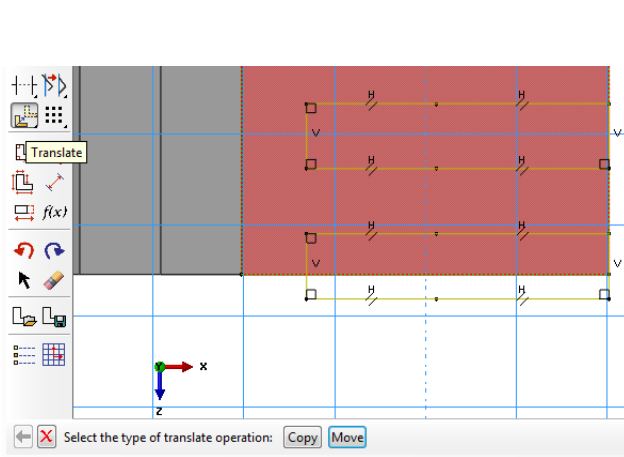 H H
V V
H H
Translate
f(x)
H H
V V
H H
Y X
Z
Select the type of translate operation: Copy Move